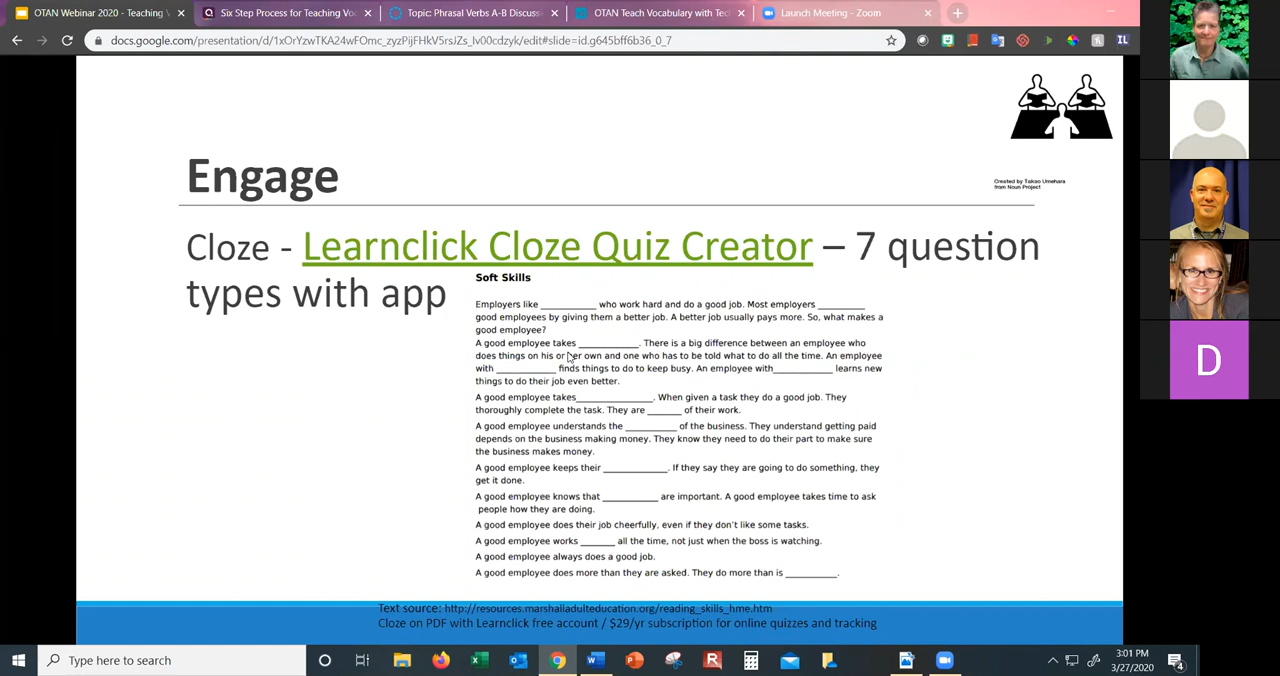 OTAN Webinar 2020 - Teaching V
Six Step Process for Teaching Voc
Topic: Phrasal Verbs A-B Discuss
OTAN Teach Vocabulary with Tech
Launch Meeting - Zoom
docs.google.com/presentation/d/1xOrYzwTKA24wFOmc_zyzPijFHkV5rsJZs_lv00cdzyk/edit#slide=id.g645bff6b36_0_7
IL
Created by Takao Umehara
from Noun Project
Engage
Cloze - Learnclick Cloze Quiz Creator – 7 question
types with app
Soft Skills
Employers like ____________ who work hard and do a good job. Most employers __________
good employees by giving them a better job. A better job usually pays more. So, what makes a
good employee?
A good employee takes _____________. There is a big difference between an employee who
does things on his or her own and one who has to be told what to do all the time. An employee
with _____________ finds things to do to keep busy. An employee with_____________ learns new
things to do their job even better.
A good employee takes_________________. When given a task they do a good job. They
thoroughly complete the task. They are _______ of their work.
A good employee understands the ___________ of the business. They understand getting paid
depends on the business making money. They know they need to do their part to make sure
the business makes money.
A good employee keeps their ______________. If they say they are going to do something, they
get it done.
A good employee knows that ____________ are important. A good employee takes time to ask
people how they are doing.
A good employee does their job cheerfully, even if they don't like some tasks.
A good employee works _______ all the time, not just when the boss is watching.
A good employee always does a good job.
A good employee does more than they are asked. They do more than is ___________.
Text source: http://resources.marshalladulteducation.org/reading_skills_hme.htm
Cloze on PDF with Learnclick free account / $29/yr subscription for online quizzes and tracking
D
Type here to search
3:01 PM
3/27/2020
4